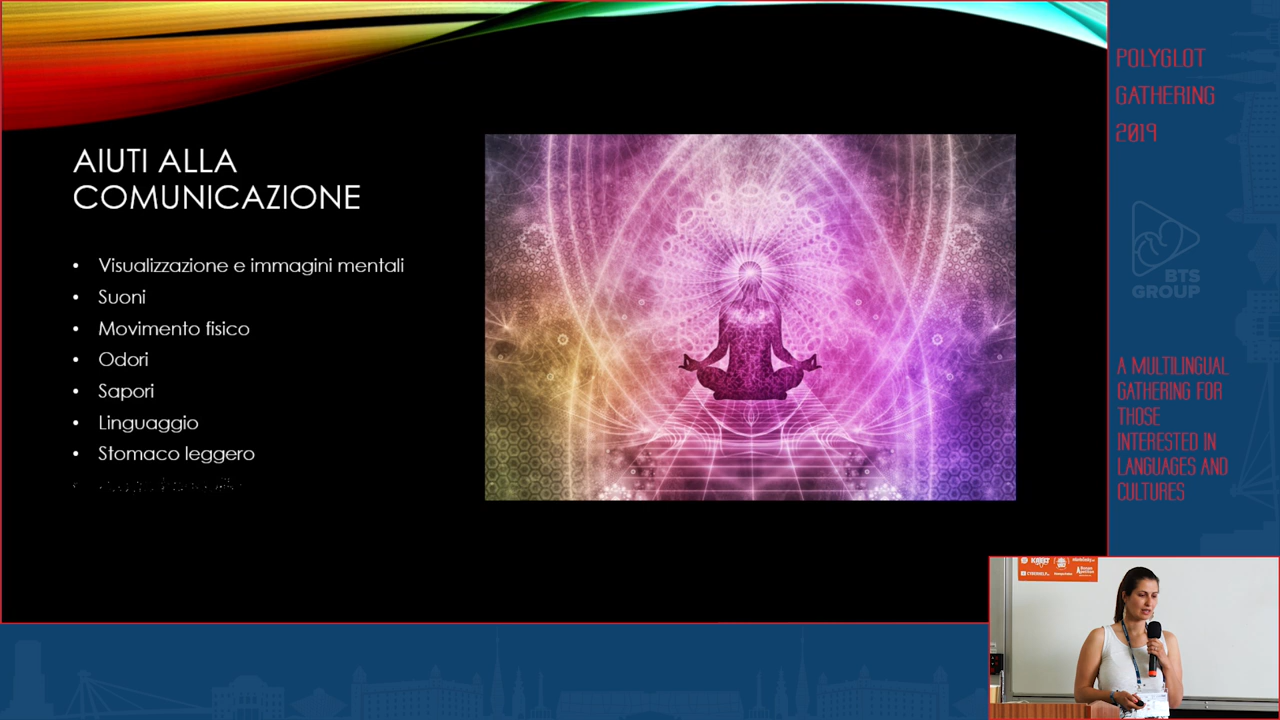 AIUTI ALLA
COMUNICAZIONE
• Visualizzazione e immagini mentali
• Suoni
• Movimento fisico
• Odori
• Sapori
• Linguaggio
• Stomaco leggero
POLYGLOT
GATHERING
2019
BTS
GROUP
A MULTILINGUAL
GATHERING FOR
THOSE
INTERESTED IN
LANGUAGES AND
CULTURES